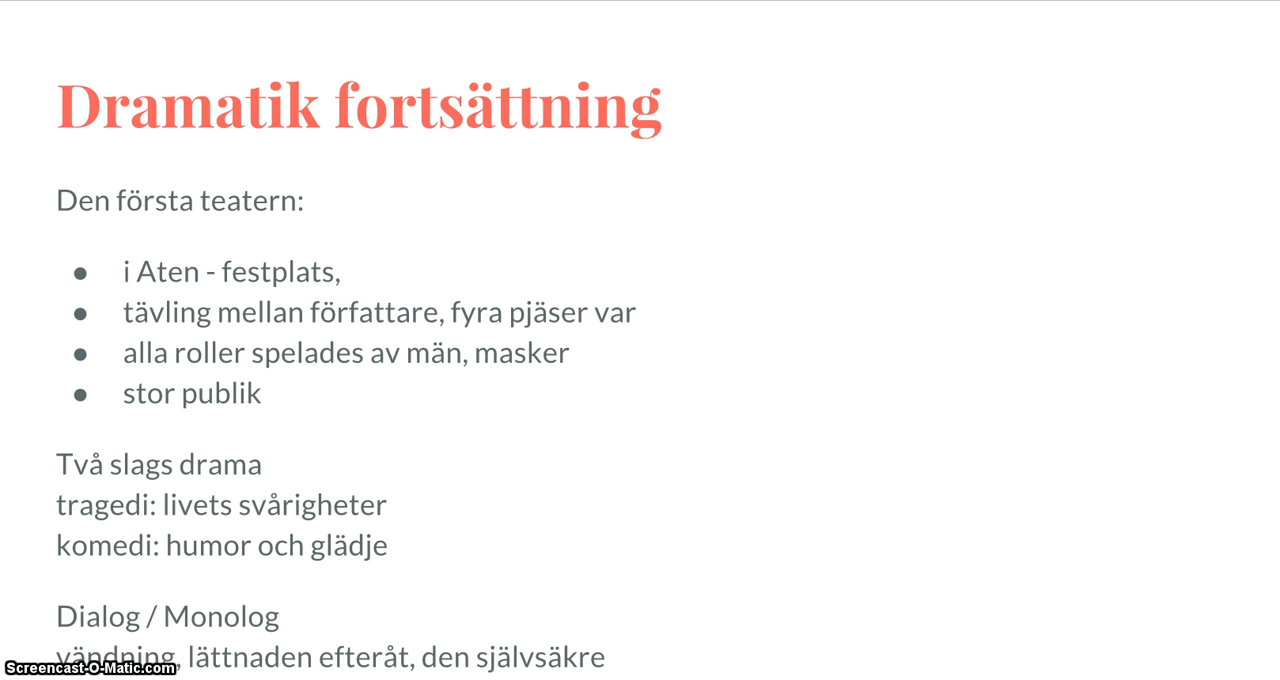 Dramatik fortsättning
Den första teatern:
● i Aten - festplats,
● tävling mellan författare, fyra pjäser var
● alla roller spelades av män, masker
● stor publik
Två slags drama
tragedi: livets svårigheter
komedi: humor och glädje
Dialog / Monolog
vändning, lättnaden efteråt, den självsäkre
Screencast-O-Matic.com